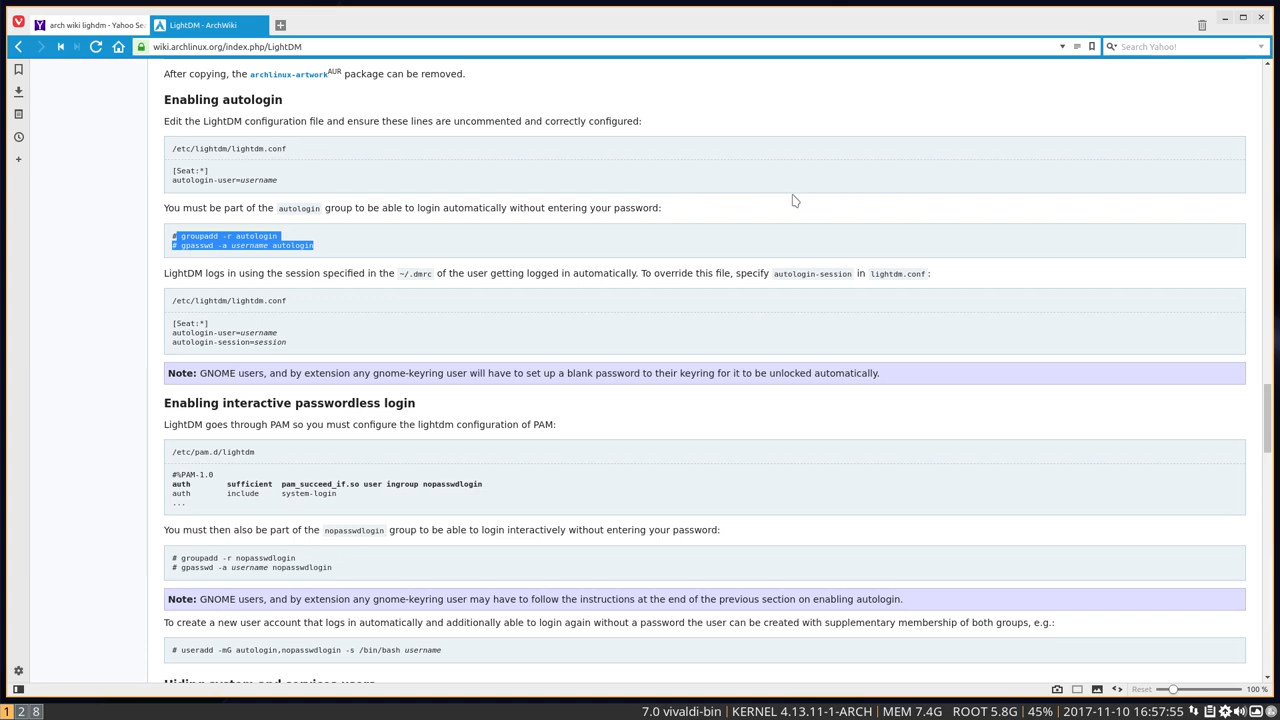 arch wiki lighdm - Yahoo Se
LightDM - ArchWiki
wiki.archlinux.org/index.php/LightDM
Search Yahoo!
After copying, the archlinux-artworkAUR package can be removed.
Enabling autologin
Edit the LightDM configuration file and ensure these lines are uncommented and correctly configured:
/etc/lightdm/lightdm.conf
[Seat:*]
autologin-user=username
You must be part of the autologin group to be able to login automatically without entering your password:
# groupadd -r autologin
# gpasswd -a username autologin
LightDM logs in using the session specified in the ~/.dmrc of the user getting logged in automatically. To override this file, specify autologin-session in lightdm.conf:
/etc/lightdm/lightdm.conf
[Seat:*]
autologin-user=username
autologin-session=session
Note: GNOME users, and by extension any gnome-keyring user will have to set up a blank password to their keyring for it to be unlocked automatically.
Enabling interactive passwordless login
LightDM goes through PAM so you must configure the lightdm configuration of PAM:
/etc/pam.d/lightdm
#%PAM-1.0
auth sufficient pam_succeed_if.so user ingroup nopasswdlogin
auth include system-login
...
You must then also be part of the nopasswdlogin group to be able to login interactively without entering your password:
# groupadd -r nopasswdlogin
# gpasswd -a username nopasswdlogin
Note: GNOME users, and by extension any gnome-keyring user may have to follow the instructions at the end of the previous section on enabling autologin.
To create a new user account that logs in automatically and additionally able to login again without a password the user can be created with supplementary membership of both groups, e.g.:
# useradd -mG autologin,nopasswdlogin -s /bin/bash username
Hiding system and services users
Reset 100 %
1 2 8 7.0 vivaldi-bin | KERNEL 4.13.11-1-ARCH | MEM 7.4G ROOT 5.8G | 45% | 2017-11-10 16:57:55